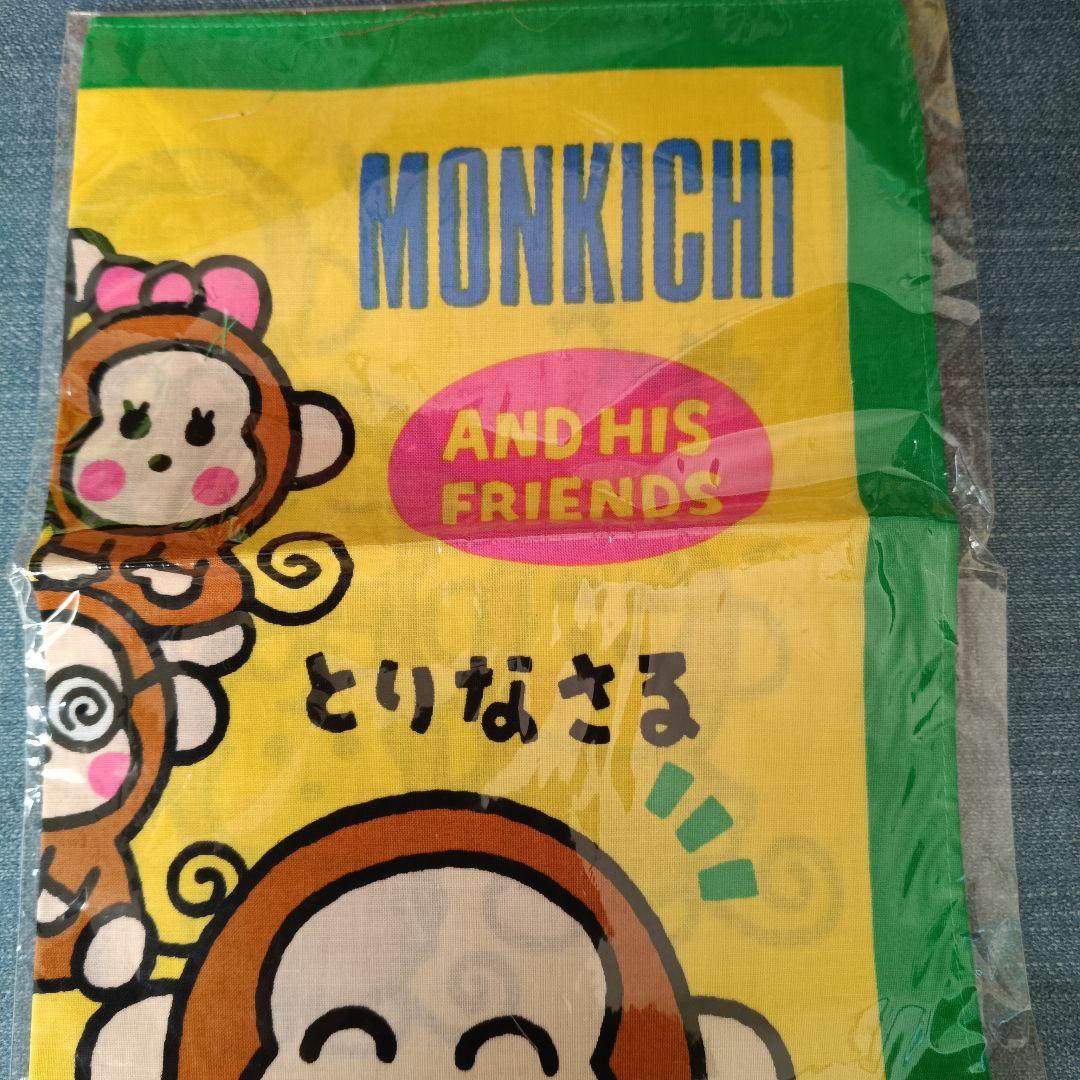 MONKICHI
AND HIS
FRIENDS
とりなさる